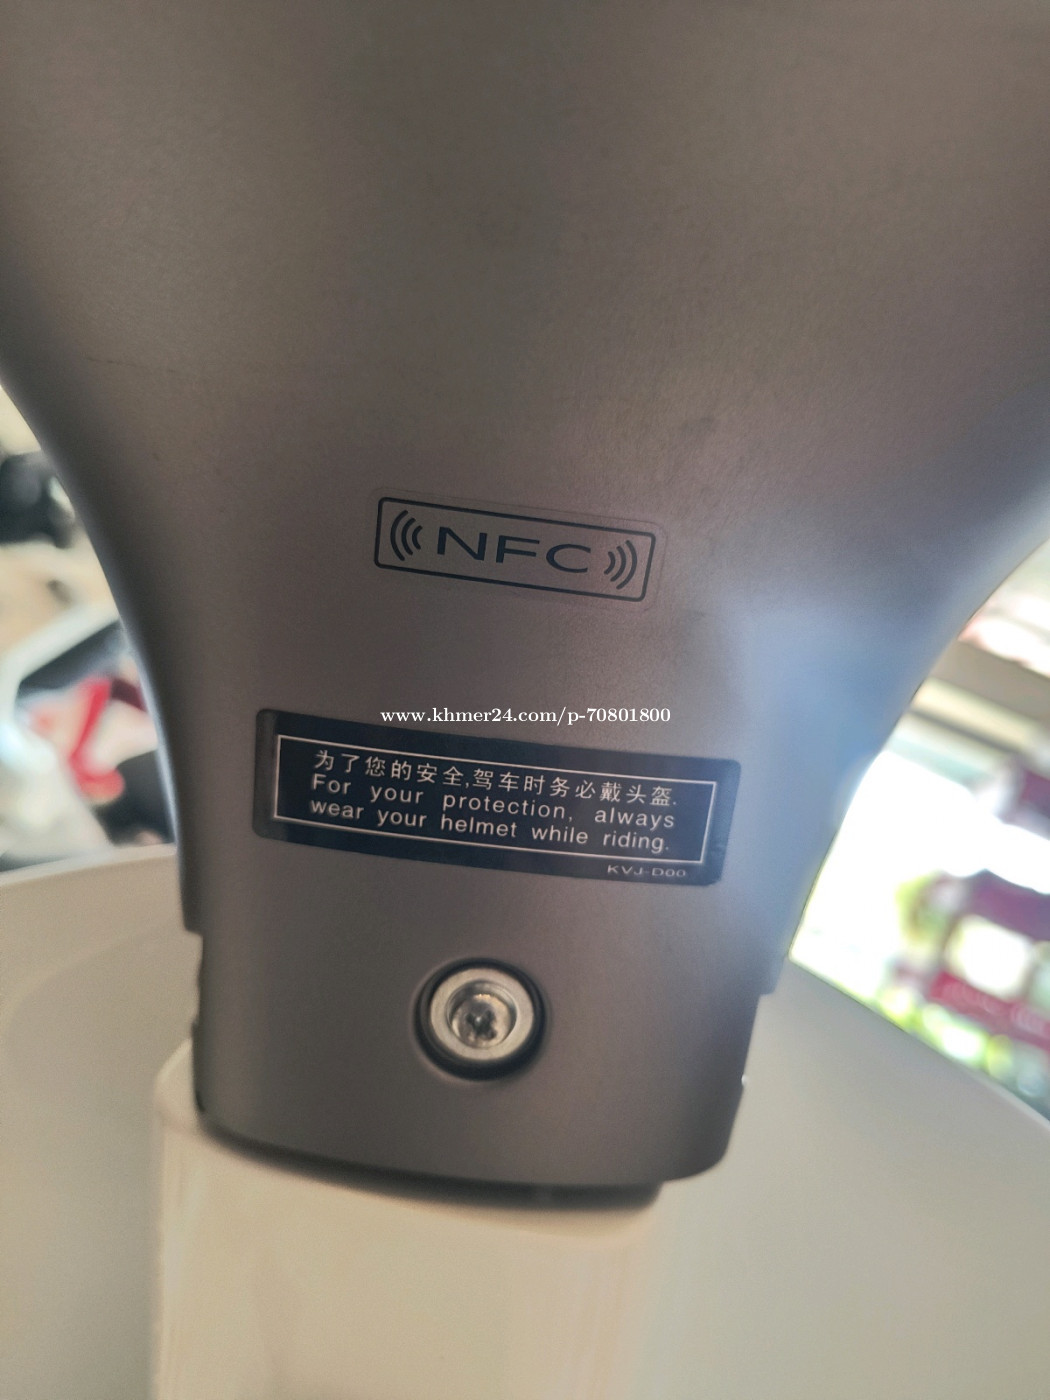 NFC
www.khmer24.com/p-70801800
为了您的安全,驾车时务必戴头盔.
For your protection, always
wear your helmet while riding.
KVJ-D00